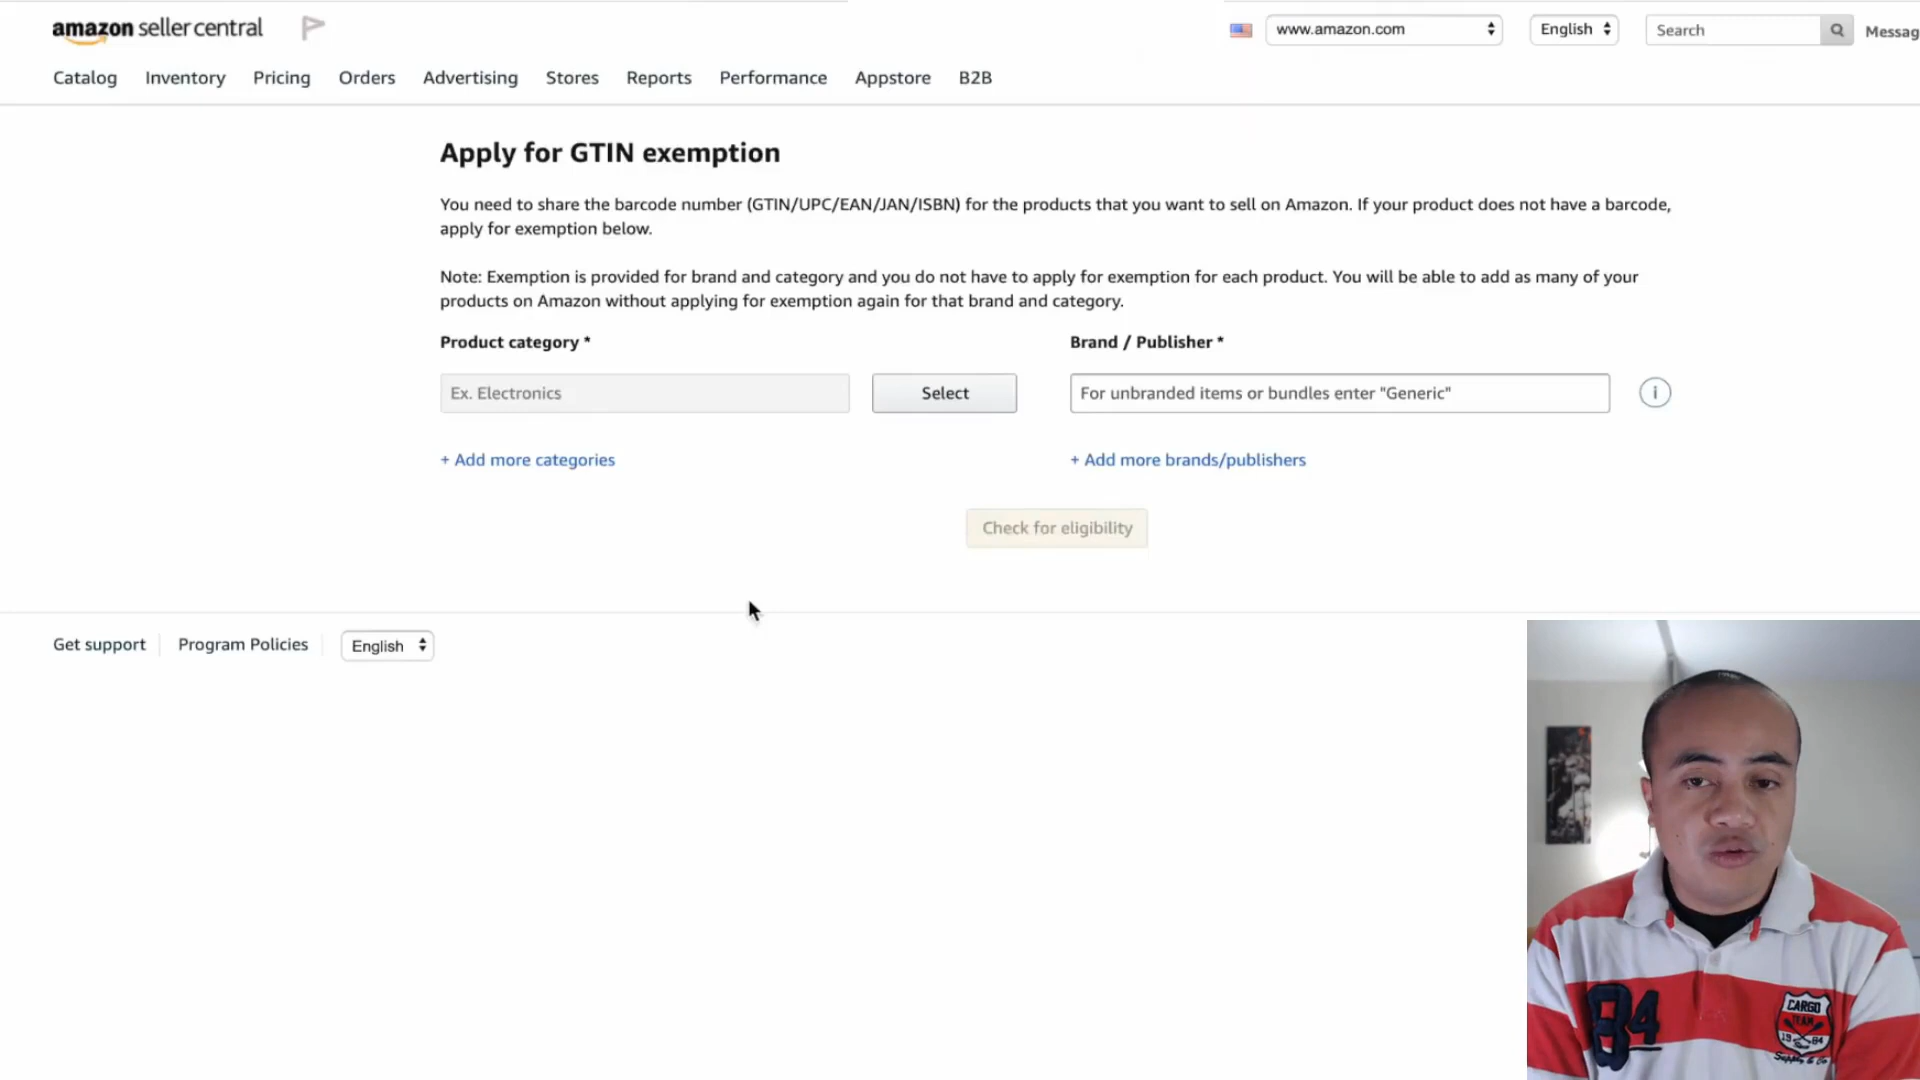 amazon seller central
www.amazon.com
English
Search
Messag
Catalog
Inventory
Pricing
Orders
Advertising
Stores
Reports
Performance
Appstore
B2B
Apply for GTIN exemption
You need to share the barcode number (GTIN/UPC/EAN/JAN/ISBN) for the products that you want to sell on Amazon. If your product does not have a barcode,
apply for exemption below.
Note: Exemption is provided for brand and category and you do not have to apply for exemption for each product. You will be able to add as many of your
products on Amazon without applying for exemption again for that brand and category.
Product category *
Brand / Publisher *
Ex. Electronics
Select
For unbranded items or bundles enter "Generic"
i
+ Add more categories
+ Add more brands/publishers
Check for eligibility
Get support
Program Policies
English
84
CARGO
TEAM
19 84
Supply & Co